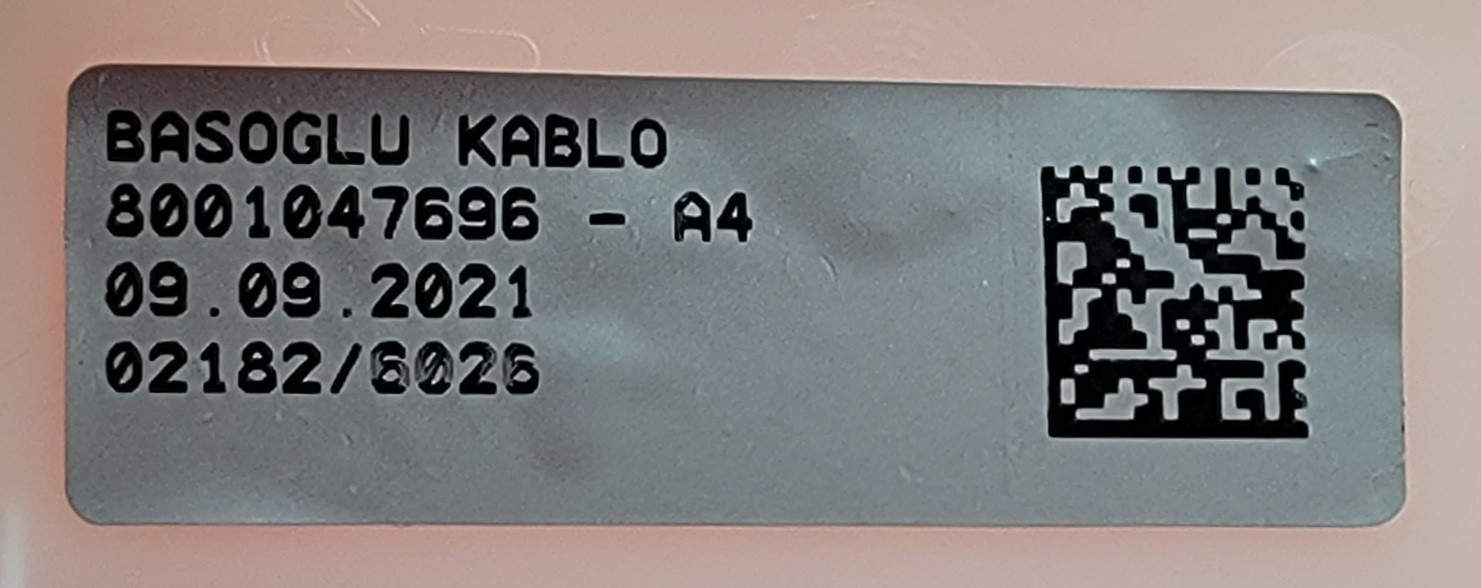 BASOGLU KABLO
8001047696 - A4
09.09.2021
02182/6026